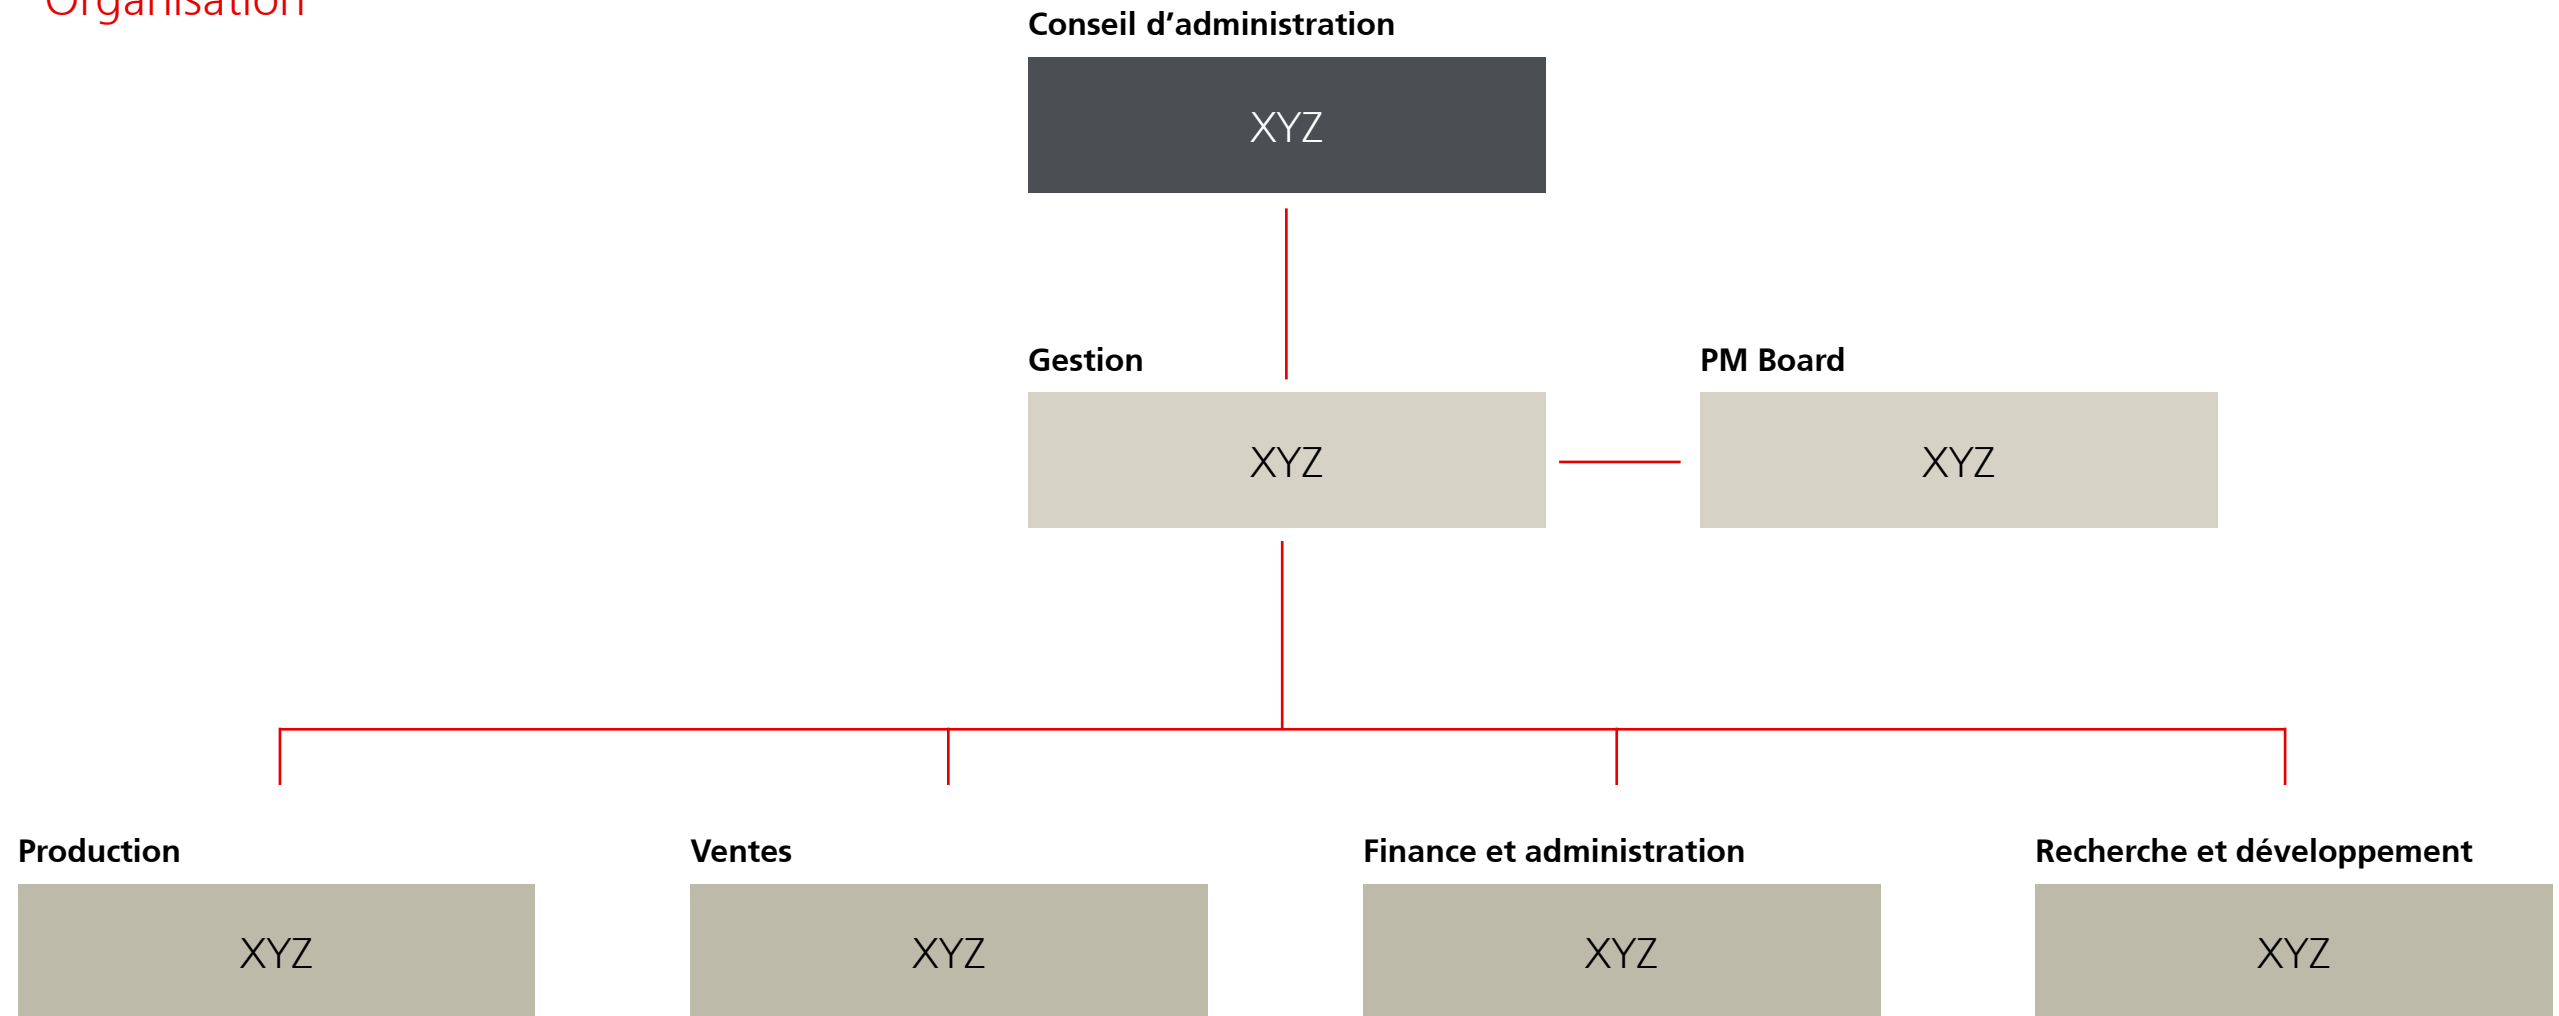 Organisation
Conseil d’administration
XYZ
Gestion
PM Board
XYZ
XYZ
Production
Ventes
Finance et administration
Recherche et développement
XYZ
XYZ
XYZ
XYZ